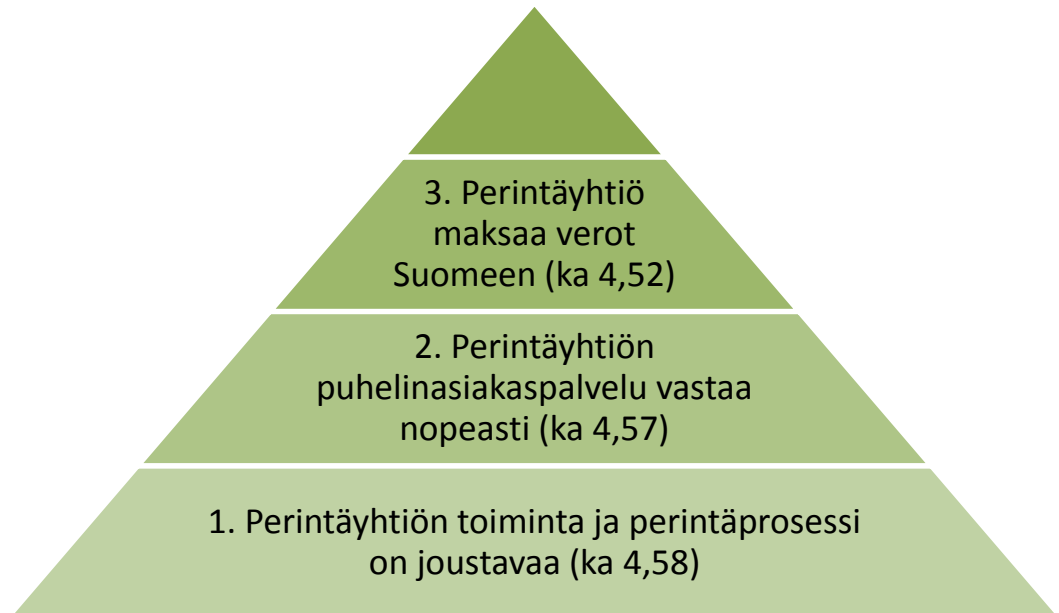 3. Perintäyhtiö
maksaa verot
Suomeen (ka 4,52)
2. Perintäyhtiön
puhelinasiakaspalvelu vastaa
nopeasti (ka 4,57)
1. Perintäyhtiön toiminta ja perintäprosessi
on joustavaa (ka 4,58)